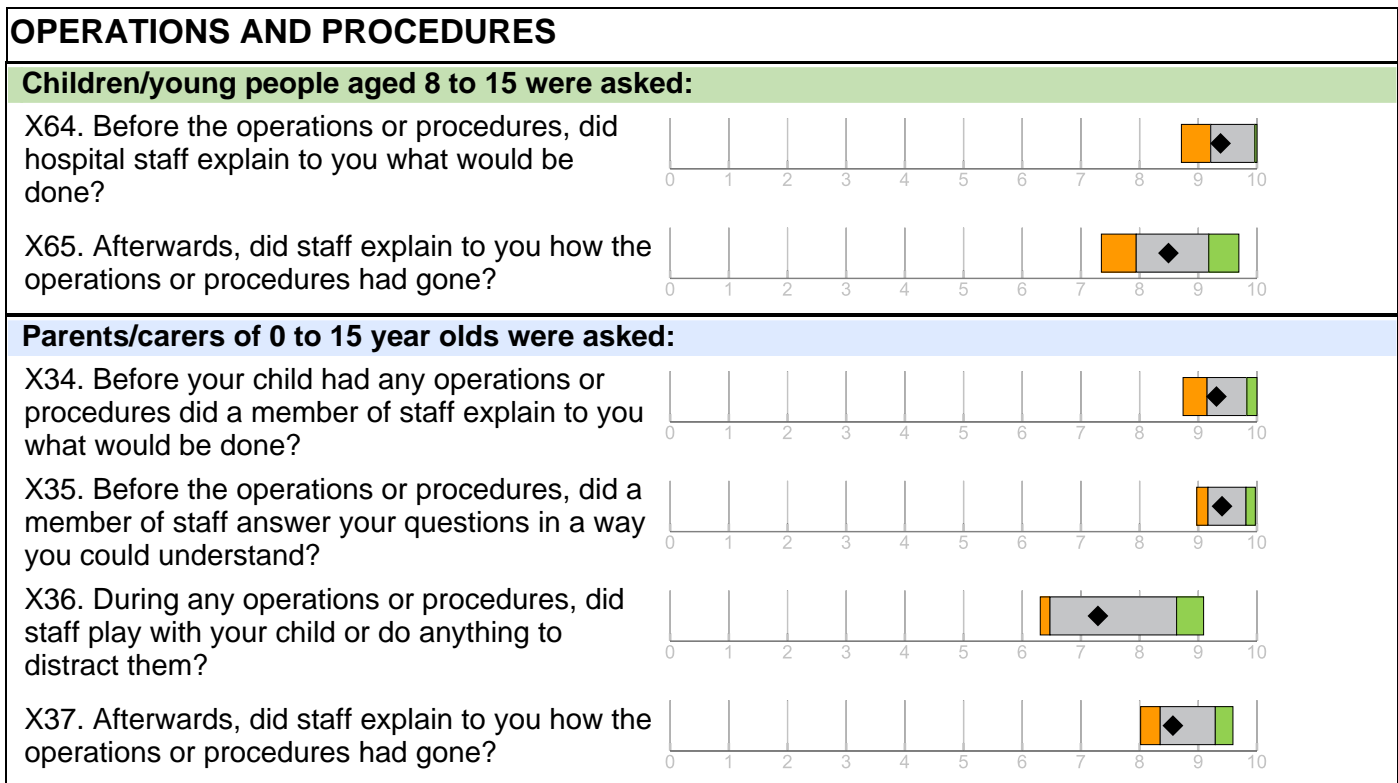 OPERATIONS AND PROCEDURES
Children/young people aged 8 to 15 were asked:
X64. Before the operations or procedures, did
hospital staff explain to you what would be
done?
0 1 2 3 4 5 6 7 8 9 10
X65. Afterwards, did staff explain to you how the
operations or procedures had gone?
0 1 2 3 4 5 6 7 8 9 10
Parents/carers of 0 to 15 year olds were asked:
X34. Before your child had any operations or
procedures did a member of staff explain to you
what would be done?
0 1 2 3 4 5 6 7 8 9 10
X35. Before the operations or procedures, did a
member of staff answer your questions in a way
you could understand?
0 1 2 3 4 5 6 7 8 9 10
X36. During any operations or procedures, did
staff play with your child or do anything to
distract them?
0 1 2 3 4 5 6 7 8 9 10
X37. Afterwards, did staff explain to you how the
operations or procedures had gone?
0 1 2 3 4 5 6 7 8 9 10